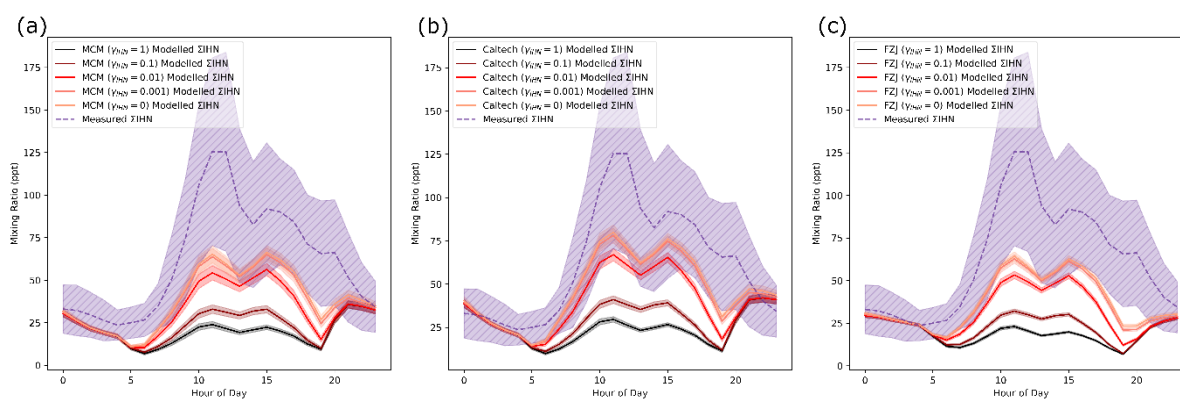 (a)
MCM (γIHN = 1) Modelled ΣIHN
MCM (γIHN = 0.1) Modelled ΣIHN
MCM (γIHN = 0.01) Modelled ΣIHN
MCM (γIHN = 0.001) Modelled ΣIHN
MCM (γIHN = 0) Modelled ΣIHN
Measured ΣIHN
Mixing Ratio (ppt)
175
150
125
100
75
50
25
0
0 5 10 15 20
Hour of Day
(b)
Caltech (γIHN = 1) Modelled ΣIHN
Caltech (γIHN = 0.1) Modelled ΣIHN
Caltech (γIHN = 0.01) Modelled ΣIHN
Caltech (γIHN = 0.001) Modelled ΣIHN
Caltech (γIHN = 0) Modelled ΣIHN
Measured ΣIHN
Mixing Ratio (ppt)
175
150
125
100
75
50
25
0 5 10 15 20
Hour of Day
(c)
FZJ (γIHN = 1) Modelled ΣIHN
FZJ (γIHN = 0.1) Modelled ΣIHN
FZJ (γIHN = 0.01) Modelled ΣIHN
FZJ (γIHN = 0.001) Modelled ΣIHN
FZJ (γIHN = 0) Modelled ΣIHN
Measured ΣIHN
Mixing Ratio (ppt)
175
150
125
100
75
50
25
0
0 5 10 15 20
Hour of Day